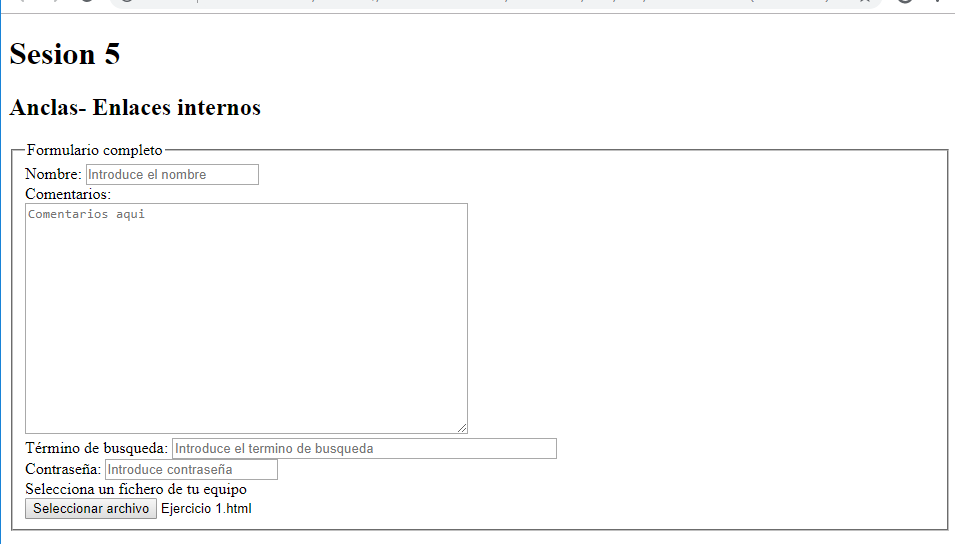 Sesion 5
Anclas- Enlaces internos
Formulario completo
Nombre: Introduce el nombre
Comentarios:
Comentarios aqui
Término de busqueda: Introduce el termino de busqueda
Contraseña: Introduce contraseña
Selecciona un fichero de tu equipo
Seleccionar archivo Ejercicio 1.html